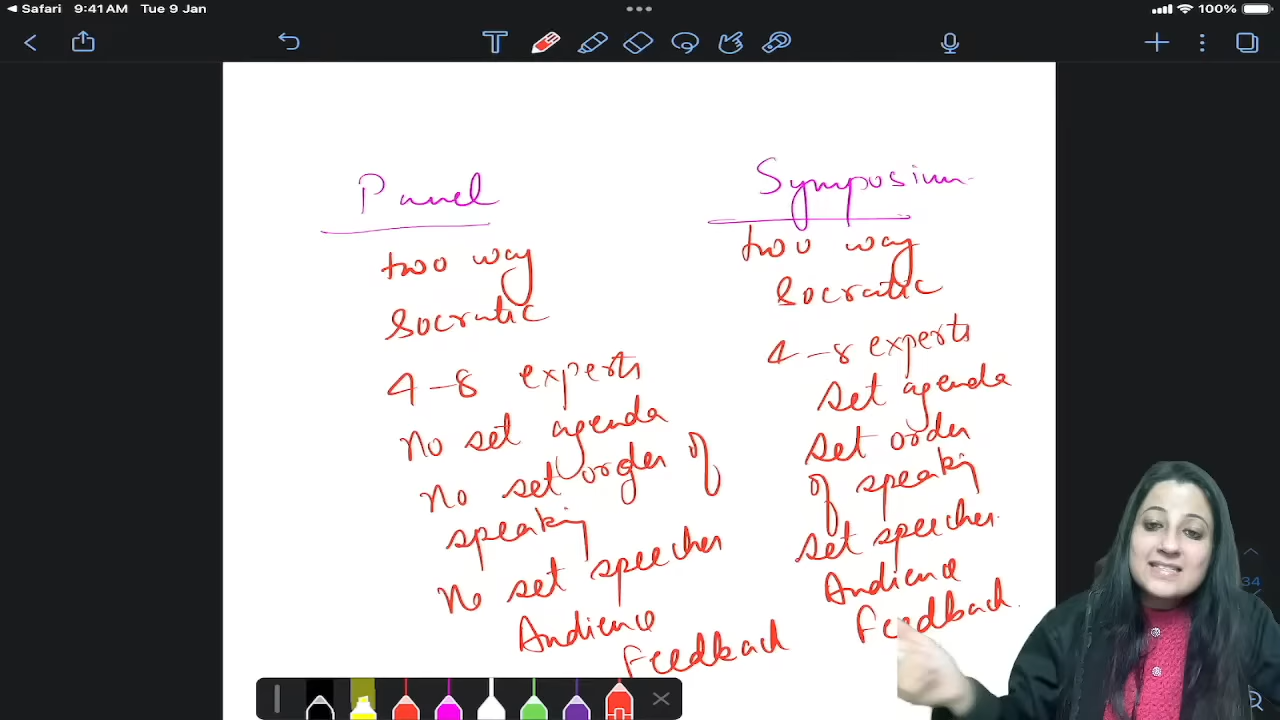 Safari 9:41 AM Tue 9 Jan 100%
Panel
two way
Socratic
4-8 experts
No set agenda
No set order of
speaking
No set speeches
Audience
Feedback
Symposium
two way
Socratic
4-8 experts
Set agenda
Set order
of speaking
Set speeches
Audience
Feedback
34